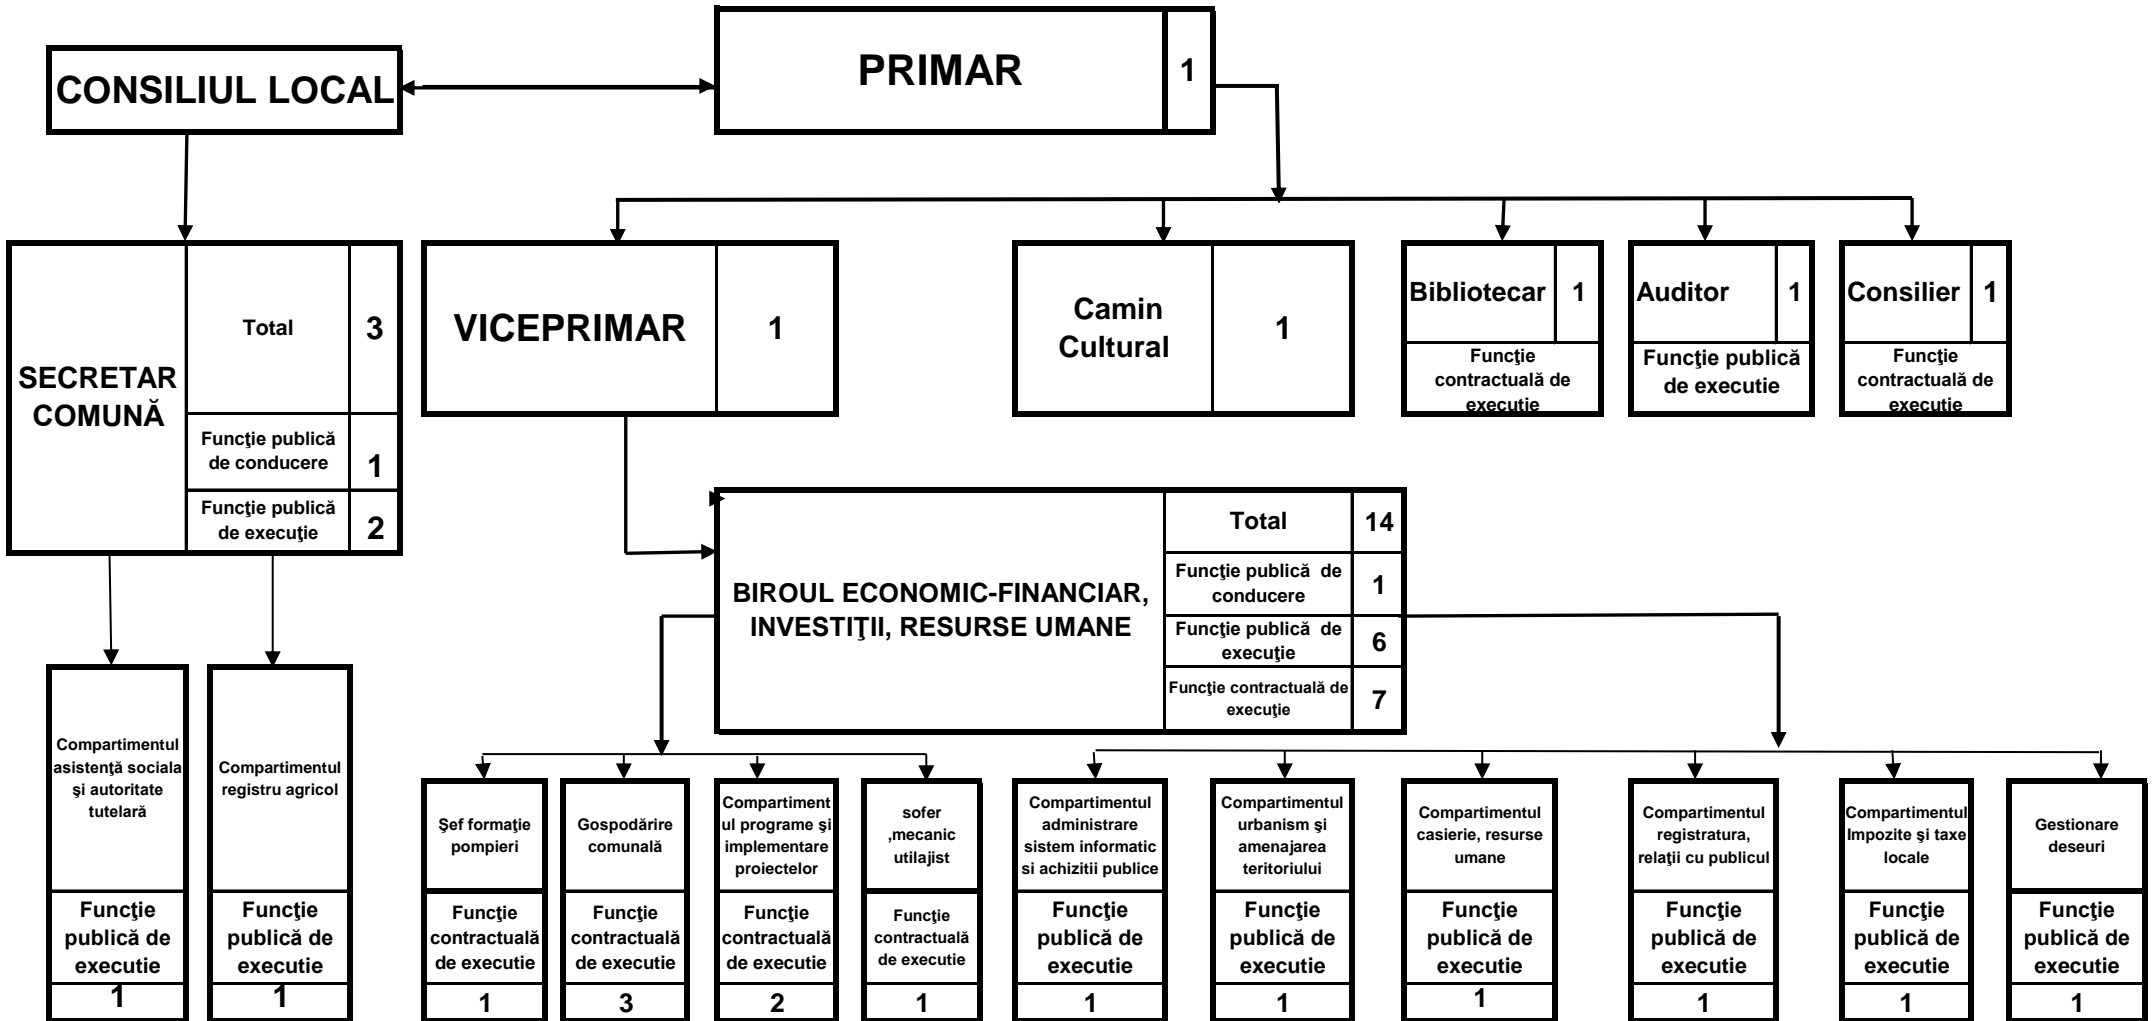 CONSILIUL LOCAL
PRIMAR
1
SECRETAR
COMUNĂ
Total
3
Funcţie publică
de conducere
1
Funcţie publică
de execuţie
2
VICEPRIMAR
1
Camin
Cultural
1
Bibliotecar
1
Funcţie
contractuală de
executie
Auditor
1
Funcţie publică
de executie
Consilier
1
Funcţie
contractuală de
executie
BIROUL ECONOMIC-FINANCIAR,
INVESTIŢII, RESURSE UMANE
Total
14
Funcţie publică de
conducere
1
Funcţie publică de
execuţie
6
Funcţie contractuală de
execuţie
7
Compartimentul
asistenţă sociala
şi autoritate
tutelară
Funcţie
publică de
executie
1
Compartimentul
registru agricol
Funcţie
publică de
executie
1
Şef formaţie
pompieri
Funcţie
contractuală
de executie
1
Gospodărire
comunală
Funcţie
contractuală
de executie
3
Compartiment
ul programe şi
implementare
proiectelor
Funcţie
contractuală
de executie
2
sofer
,mecanic
utilajist
Funcţie
contractuală
de executie
1
Compartimentul
administrare
sistem informatic
si achizitii publice
Funcţie
publică de
executie
1
Compartimentul
urbanism şi
amenajarea
teritoriului
Funcţie
publică de
executie
1
Compartimentul
casierie, resurse
umane
Funcţie
publică de
executie
1
Compartimentul
registratura,
relaţii cu publicul
Funcţie
publică de
executie
1
Compartimentul
Impozite şi taxe
locale
Funcţie
publică de
executie
1
Gestionare
deseuri
Funcţie
publică de
executie
1